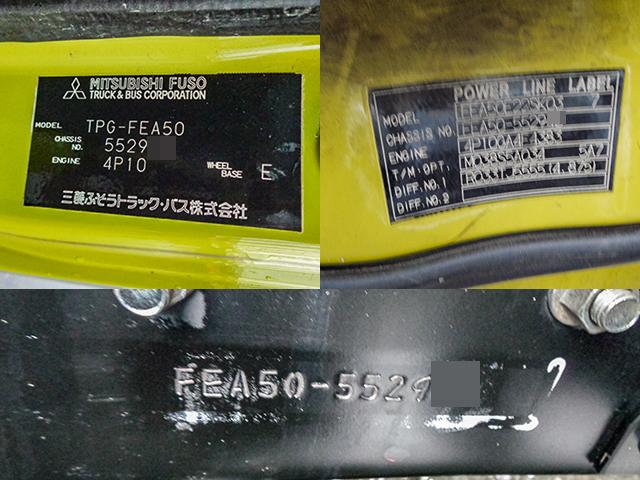 MITSUBISHI FUSO
TRUCK & BUS CORPORATION
MODEL TPG-FEA50
CHASSIS NO. 5529
ENGINE 4P10 WHEEL BASE E
三菱ふそうトラック・バス株式会社
POWER LINE LABEL
MODEL
CHASSIS NO. FEA50-5529
ENGINE
T/M.OPT.
DIFF.NO.1
DIFF.NO.2
FEA50-5529